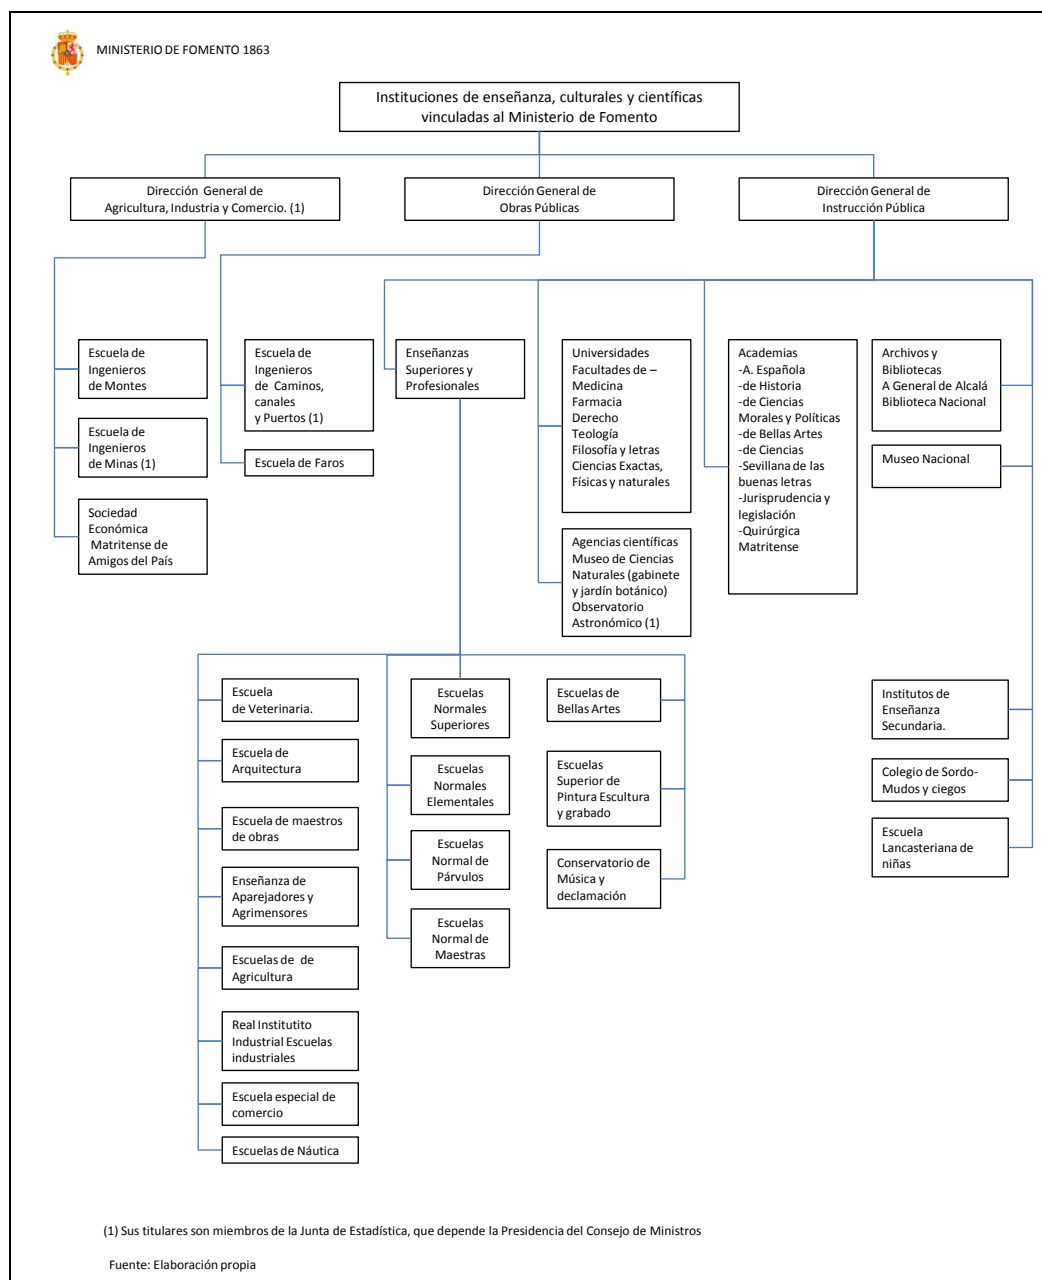 MINISTERIO DE FOMENTO 1863
Instituciones de enseñanza, culturales y científicas
vinculadas al Ministerio de Fomento
Dirección General de
Agricultura, Industria y Comercio. (1)
Dirección General de
Obras Públicas
Dirección General de
Instrucción Pública
Escuela de
Ingenieros
de Montes
Escuela de
Ingenieros
de Minas (1)
Sociedad
Económica
Matritense de
Amigos del País
Escuela de
Ingenieros
de Caminos,
canales
y Puertos (1)
Escuela de Faros
Enseñanzas
Superiores y
Profesionales
Universidades
Facultades de –
Medicina
Farmacia
Derecho
Teología
Filosofía y letras
Ciencias Exactas,
Físicas y naturales
Agencias científicas
Museo de Ciencias
Naturales (gabinete
y jardín botánico)
Observatorio
Astronómico (1)
Academias
-A. Española
-de Historia
-de Ciencias
Morales y Políticas
-de Bellas Artes
-de Ciencias
-Sevillana de las
buenas letras
-Jurisprudencia y
legislación
-Quirúrgica
Matritense
Archivos y
Bibliotecas
A General de Alcalá
Biblioteca Nacional
Museo Nacional
Escuela
de Veterinaria.
Escuela de
Arquitectura
Escuela de maestros
de obras
Enseñanza de
Aparejadores y
Agrimensores
Escuelas de de
Agricultura
Real Institutito
Industrial Escuelas
industriales
Escuela especial de
comercio
Escuelas de Náutica
Escuelas
Normales
Superiores
Escuelas
Normales
Elementales
Escuelas
Normal de
Párvulos
Escuelas
Normal de
Maestras
Escuelas de
Bellas Artes
Escuelas
Superior de
Pintura Escultura
y grabado
Conservatorio de
Música y
declamación
Institutos de
Enseñanza
Secundaria.
Colegio de Sordo-
Mudos y ciegos
Escuela
Lancasteriana de
niñas
(1) Sus titulares son miembros de la Junta de Estadística, que depende la Presidencia del Consejo de Ministros
Fuente: Elaboración propia